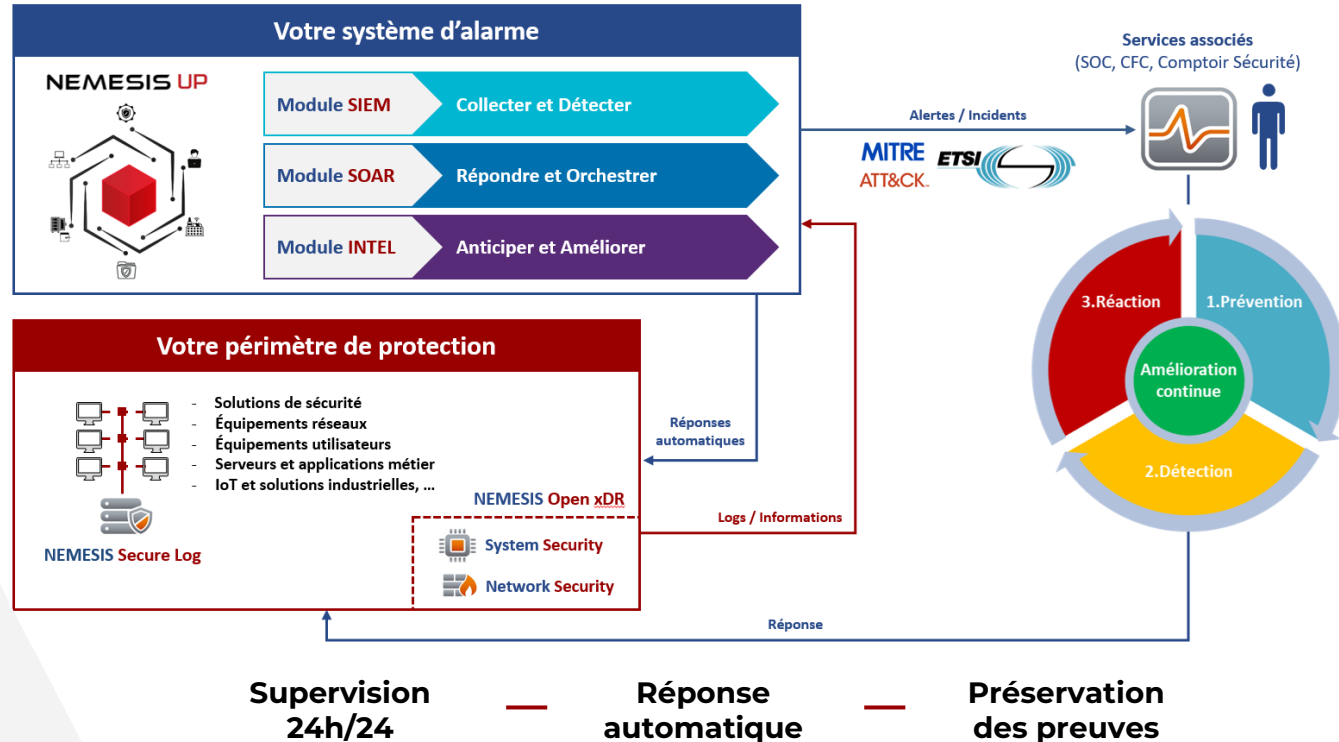 Votre système d'alarme
NEMESIS UP
Module SIEM
Collecter et Détecter
Module SOAR
Répondre et Orchestrer
Module INTEL
Anticiper et Améliorer
Services associés
(SOC, CFC, Comptoir Sécurité)
Alertes / Incidents
MITRE
ATT&CK™
ETSI
3.Réaction
1.Prévention
Amélioration
continue
2.Détection
Votre périmètre de protection
- Solutions de sécurité
- Équipements réseaux
- Équipements utilisateurs
- Serveurs et applications métier
- IoT et solutions industrielles, ...
NEMESIS Secure Log
NEMESIS Open xDR
System Security
Network Security
Réponses
automatiques
Logs / Informations
Réponse
Supervision
24h/24
Réponse
automatique
Préservation
des preuves